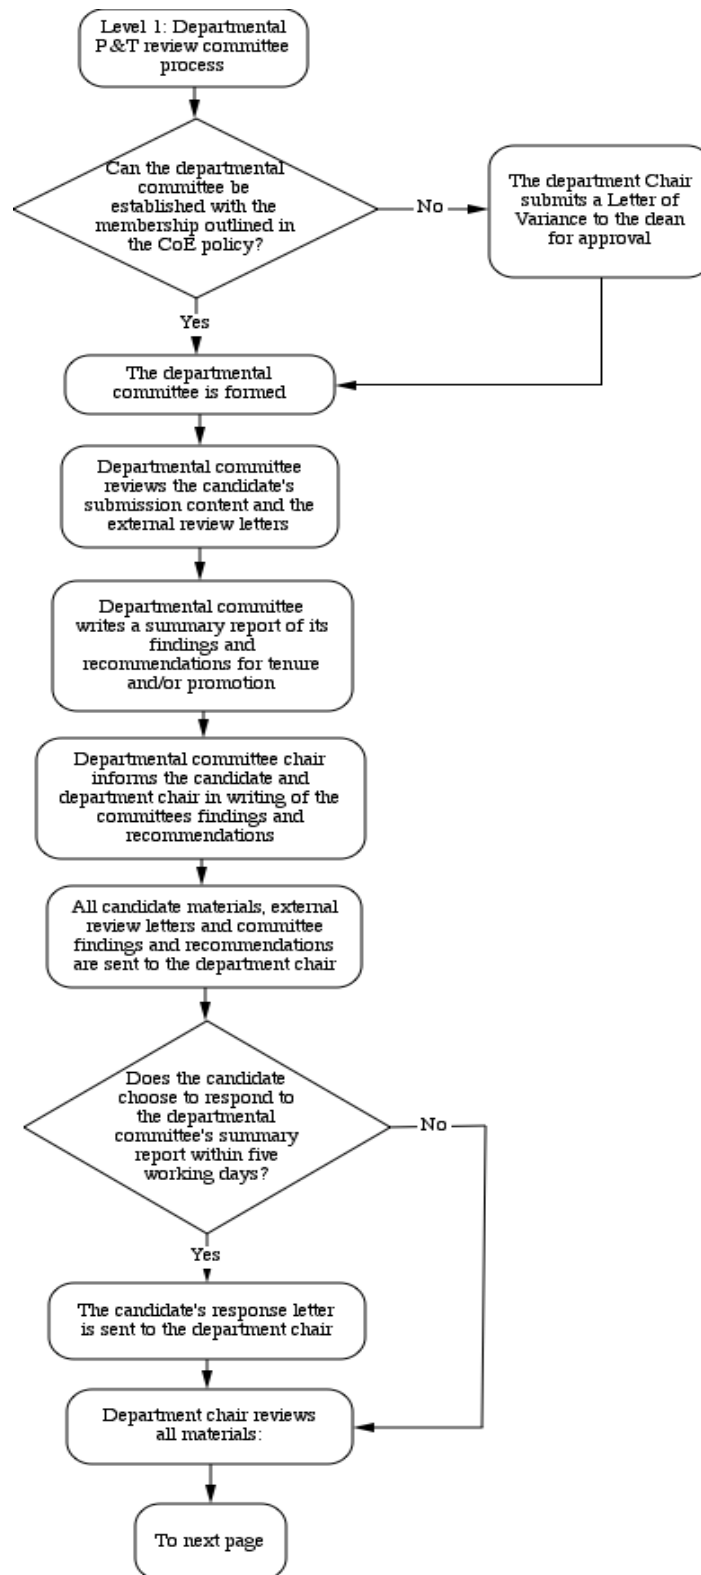 Level 1: Departmental
P&T review committee
process
Can the departmental
committee be
established with the
membership outlined in
the CoE policy?
No
The department Chair
submits a Letter of
Variance to the dean
for approval
Yes
The departmental
committee is formed
Departmental committee
reviews the candidate's
submission content and the
external review letters
Departmental committee
writes a summary report of its
findings and
recommendations for tenure
and/or promotion
Departmental committee chair
informs the candidate and
department chair in writing of the
committees findings and
recommendations
All candidate materials, external
review letters and committee
findings and recommendations
are sent to the department chair
Does the candidate
choose to respond to
the departmental
committee's summary
report within five
working days?
No
Yes
The candidate's response letter
is sent to the department chair
Department chair reviews
all materials:
To next page